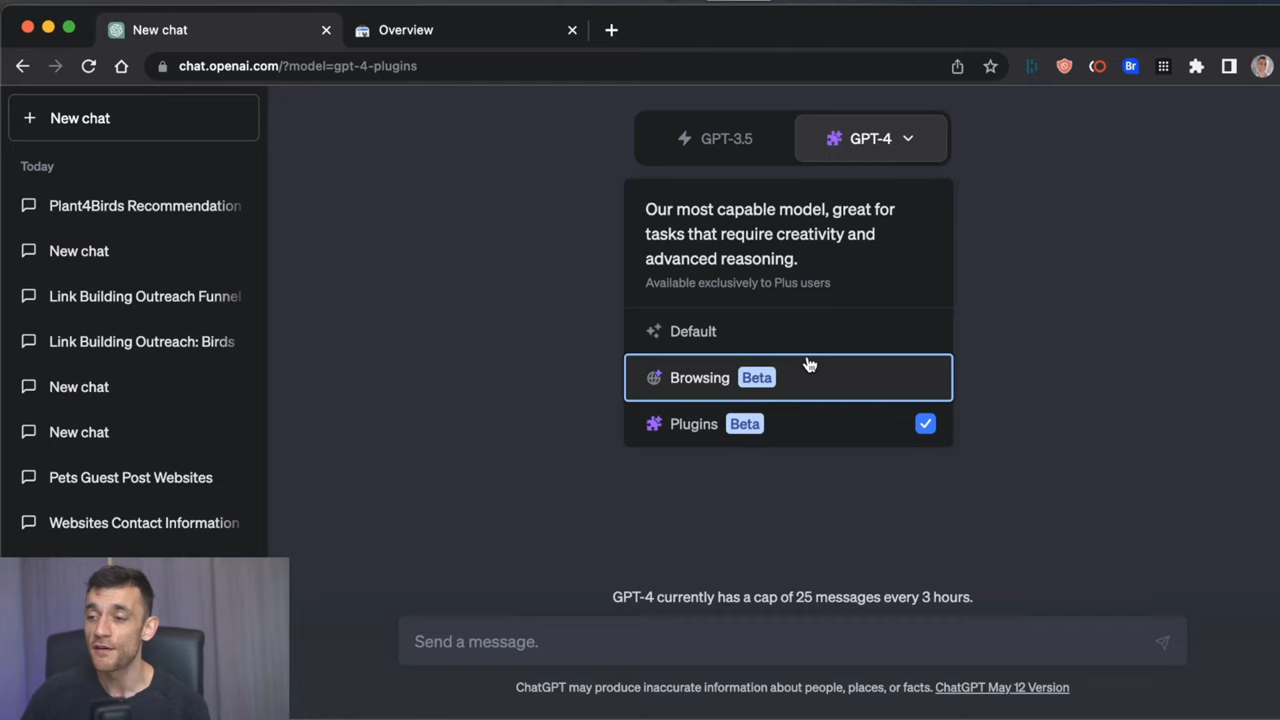 New chat
Overview
chat.openai.com/?model=gpt-4-plugins
Br
New chat
Today
Plant4Birds Recommendation
New chat
Link Building Outreach Funnel
Link Building Outreach: Birds
New chat
New chat
Pets Guest Post Websites
Websites Contact Information
GPT-3.5
GPT-4
Our most capable model, great for
tasks that require creativity and
advanced reasoning.
Available exclusively to Plus users
Default
Browsing Beta
Plugins Beta
GPT-4 currently has a cap of 25 messages every 3 hours.
Send a message.
ChatGPT may produce inaccurate information about people, places, or facts. ChatGPT May 12 Version